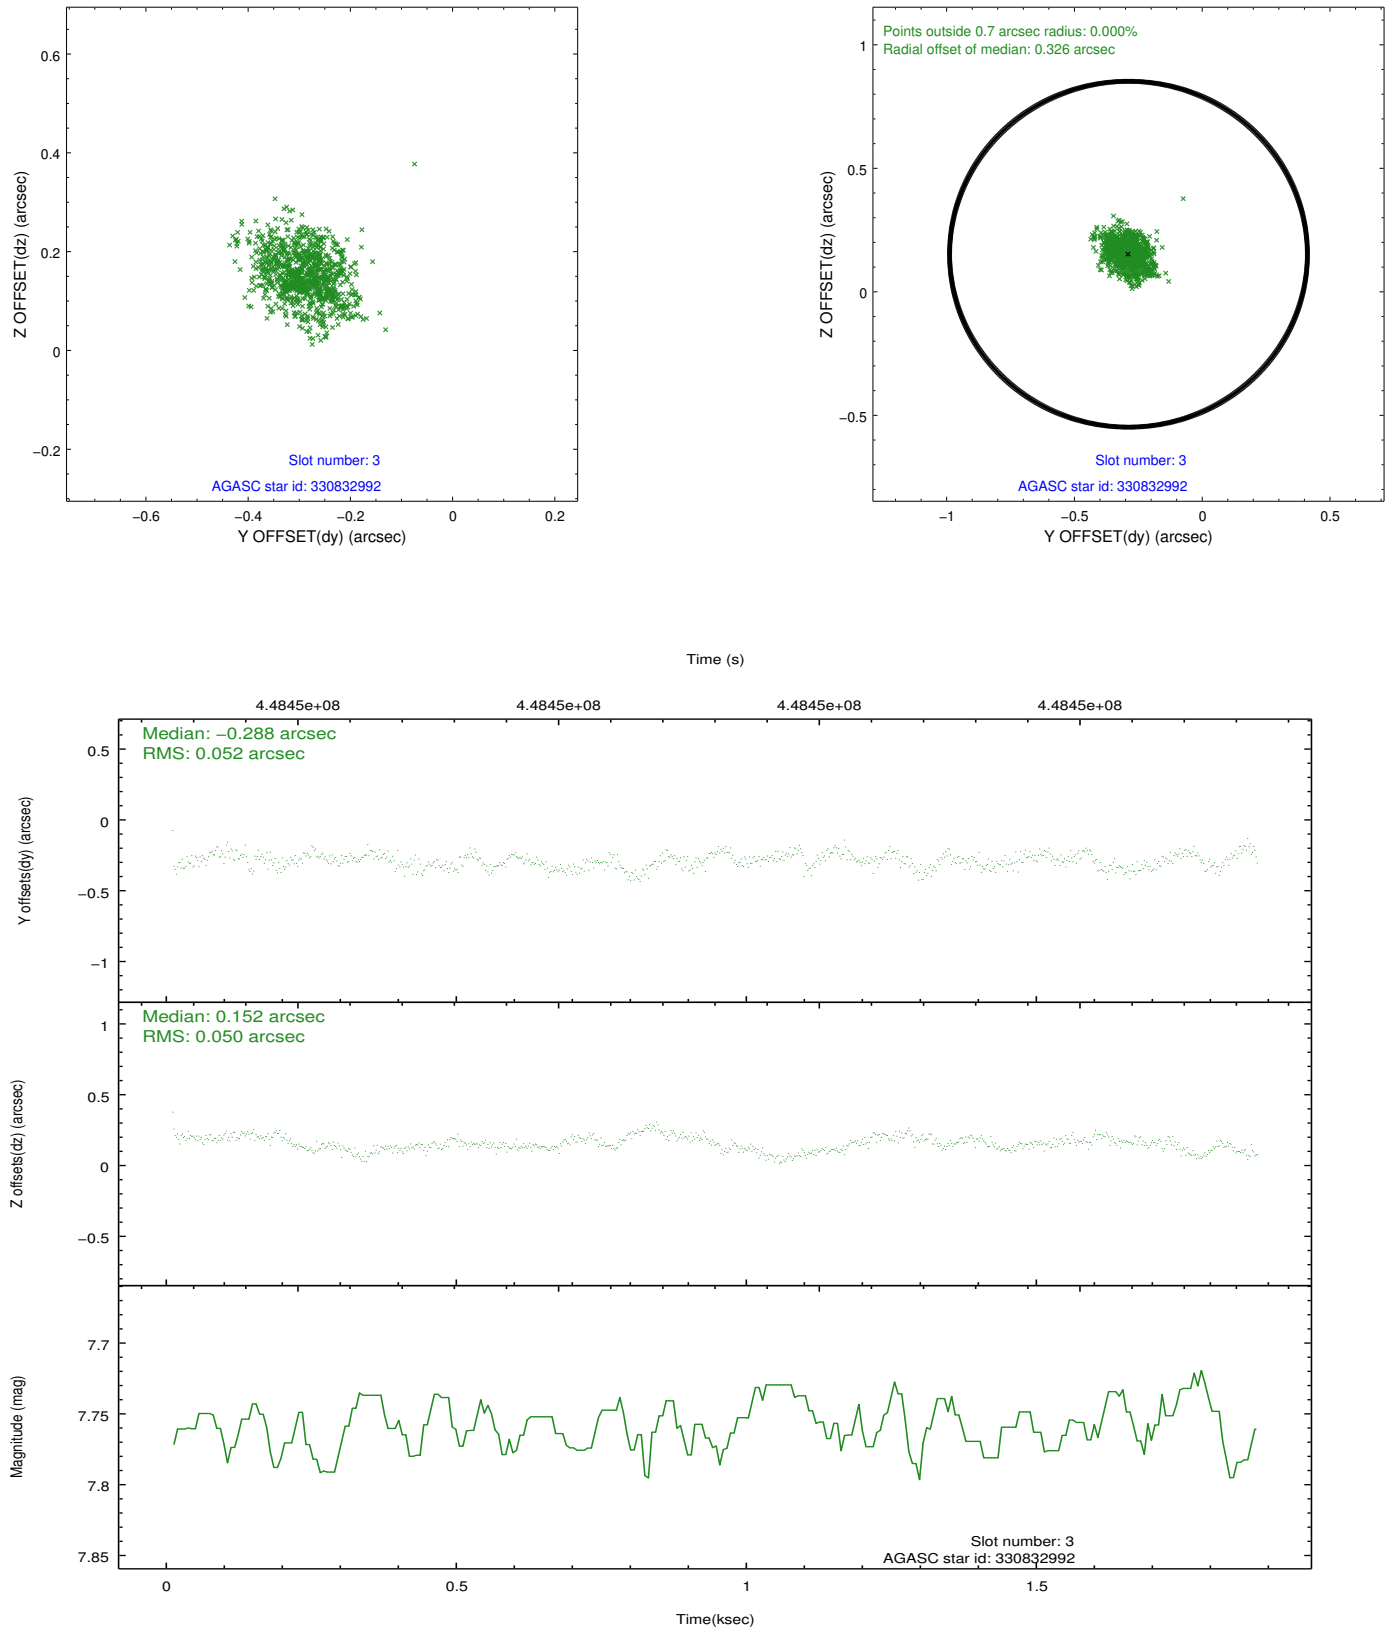 0.6
0.4
0.2
0
−0.2
−0.6
−0.4
−0.2
0
0.2
Z OFFSET(dz) (arcsec)
Y OFFSET(dy) (arcsec)
Slot number: 3
AGASC star id: 330832992
Points outside 0.7 arcsec radius: 0.000%
Radial offset of median: 0.326 arcsec
1
0.5
0
−0.5
−1
−0.5
0
0.5
Z OFFSET(dz) (arcsec)
Y OFFSET(dy) (arcsec)
Slot number: 3
AGASC star id: 330832992
Time (s)
4.4845e+08
4.4845e+08
4.4845e+08
4.4845e+08
Median: −0.288 arcsec
RMS: 0.052 arcsec
0.5
0
−0.5
−1
Y offsets(dy) (arcsec)
Median: 0.152 arcsec
RMS: 0.050 arcsec
1
0.5
0
−0.5
Z offsets(dz) (arcsec)
7.7
7.75
7.8
7.85
Magnitude (mag)
Slot number: 3
AGASC star id: 330832992
0
0.5
1
1.5
Time(ksec)